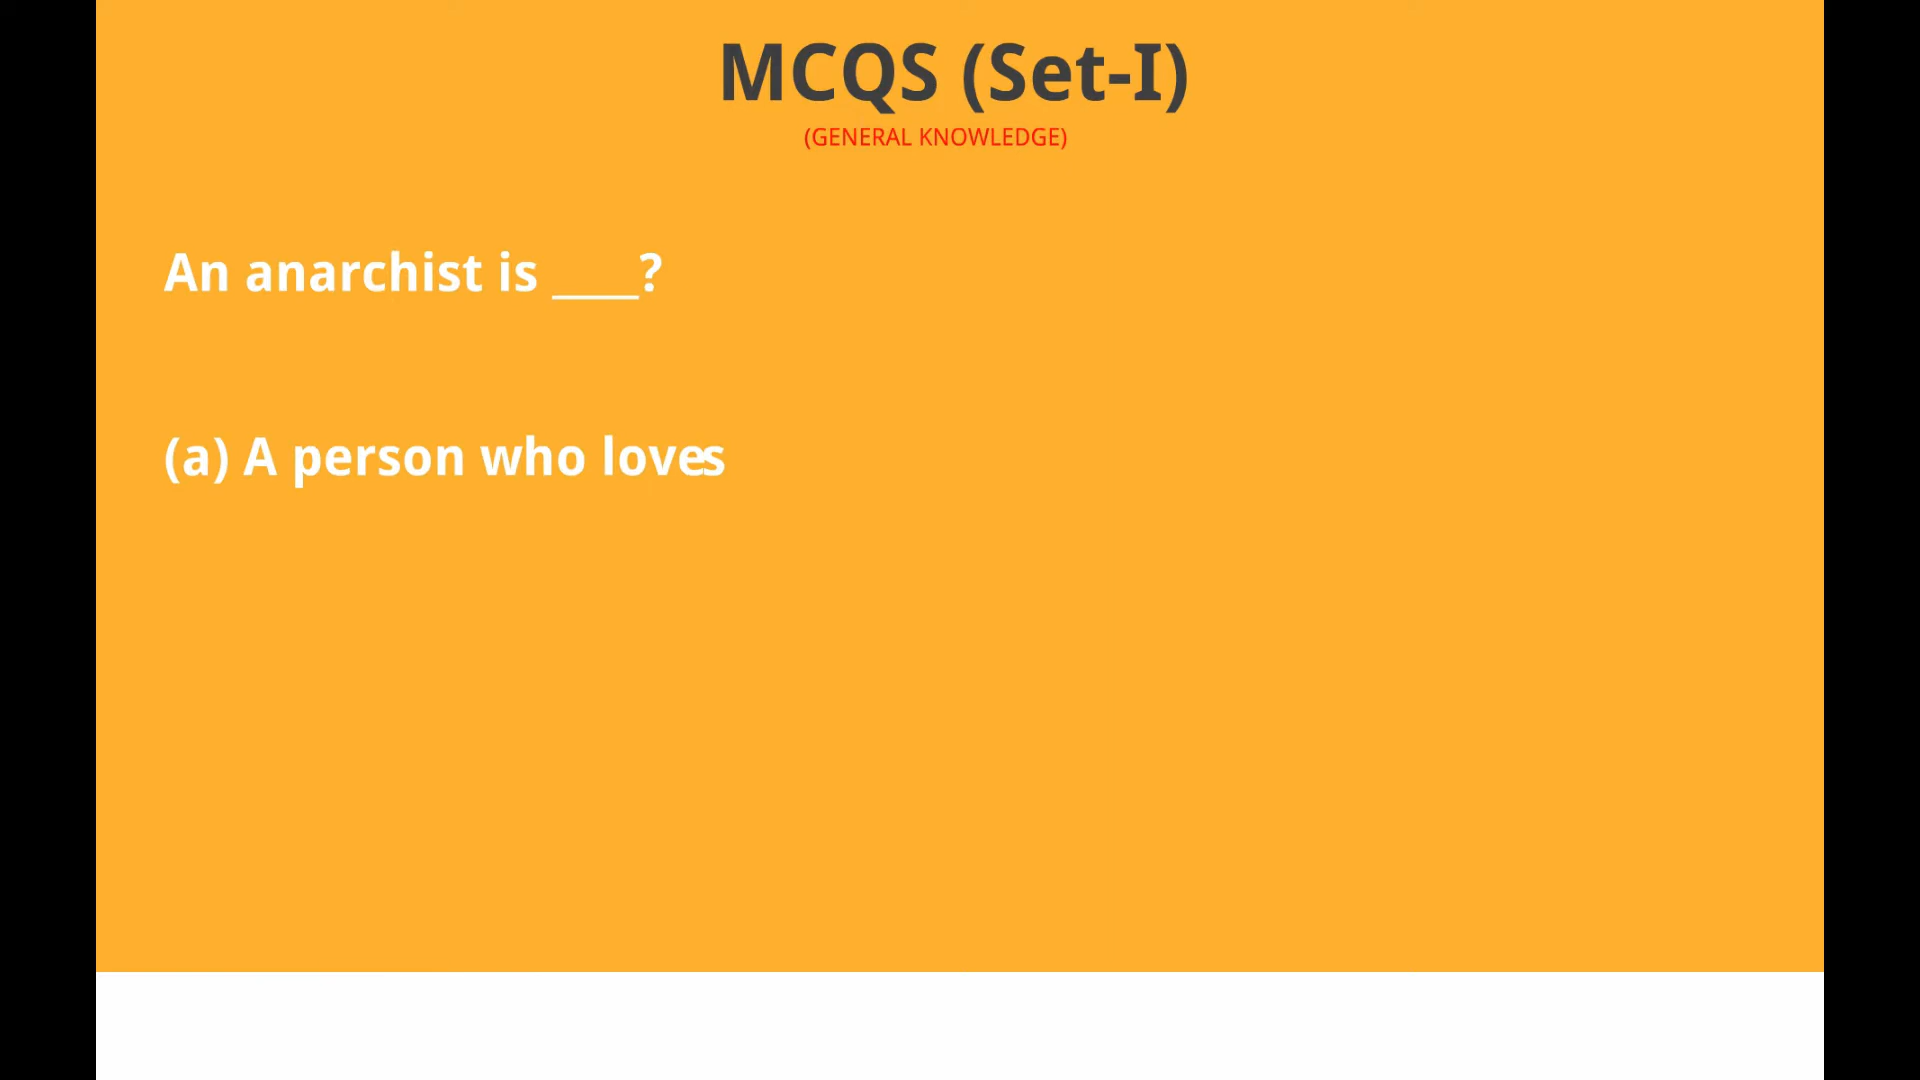 MCQS (Set-I)
(GENERAL KNOWLEDGE)
An anarchist is ____?
(a) A person who loves